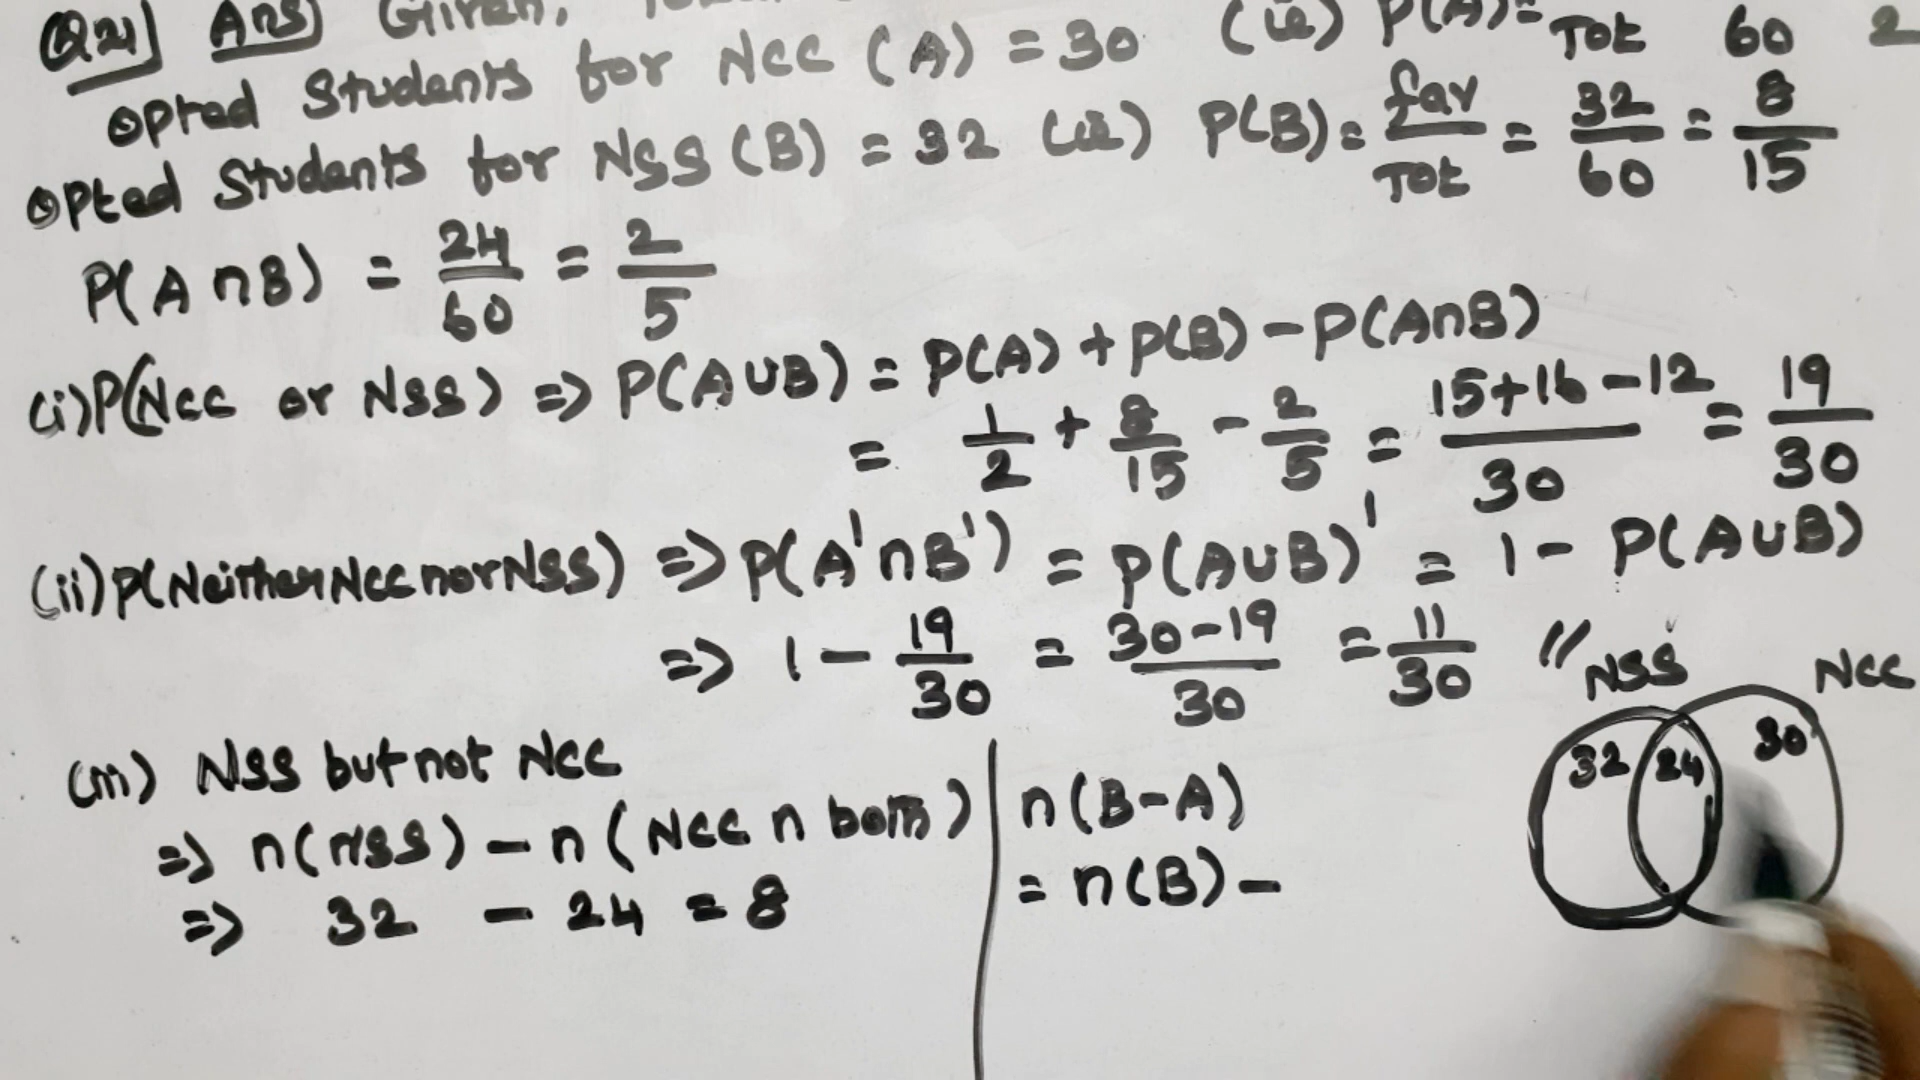 Q21) Ans) Given,
Opted Students for NCC (A) = 30 (ie) P(A) = / Tot 60 2
Opted Students for NSS (B) = 32 (ie) P(B) = fav/Tot = 32/60 = 8/15
P(A∩B) = 24/60 = 2/5
(i) P(NCC or NSS) => P(A∪B) = P(A) + P(B) - P(A∩B)
= 1/2 + 8/15 - 2/5 = 15+16-12/30 = 19/30
(ii) P(Neither NCC nor NSS) => P(A'∩B') = P(A∪B)' = 1 - P(A∪B)
=> 1 - 19/30 = 30-19/30 = 11/30 //
NSS NCC
32 24 30
(iii) NSS but not NCC
=> n(NSS) - n(NCC ∩ both)
=> 32 - 24 = 8
n(B-A)
= n(B) -